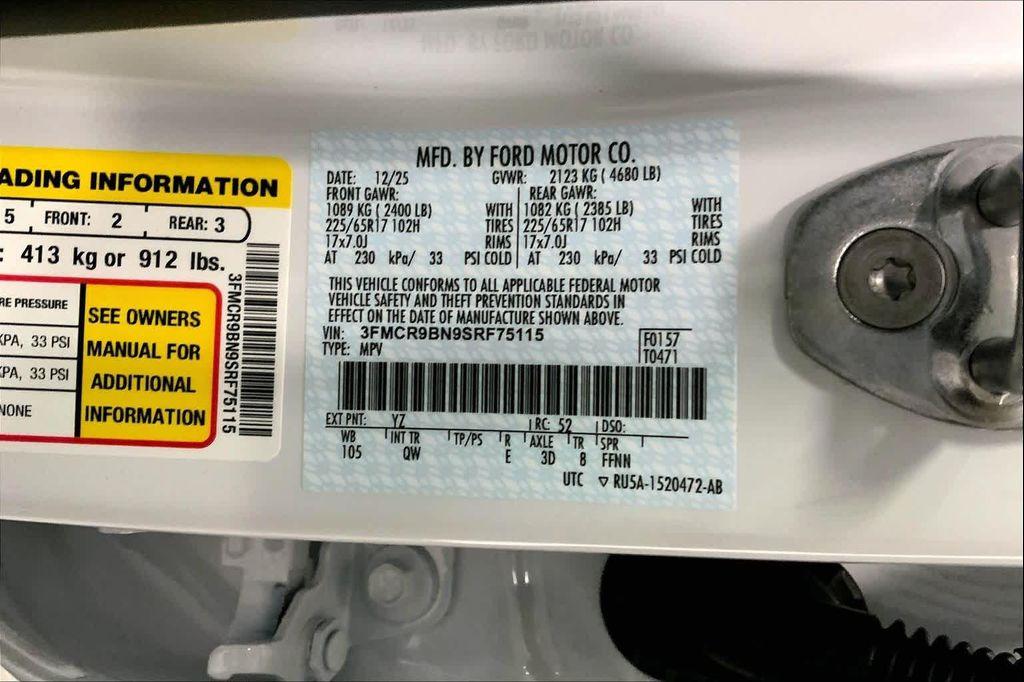 ADING INFORMATION
5 FRONT: 2 REAR: 3
: 413 kg or 912 lbs.
RE PRESSURE
KPA, 33 PSI
KPA, 33 PSI
NONE
SEE OWNERS
MANUAL FOR
ADDITIONAL
INFORMATION
3FMCR9BN9SRF75115
MFD. BY FORD MOTOR CO.
DATE: 12/25 GVWR: 2123 KG ( 4680 LB)
FRONT GAWR: REAR GAWR:
1089 KG ( 2400 LB) WITH 1082 KG ( 2385 LB) WITH
225/65R17 102H TIRES 225/65R17 102H TIRES
17x7.0J RIMS 17x7.0J RIMS
AT 230 kPa/ 33 PSI COLD AT 230 kPa/ 33 PSI COLD
THIS VEHICLE CONFORMS TO ALL APPLICABLE FEDERAL MOTOR
VEHICLE SAFETY AND THEFT PREVENTION STANDARDS IN
EFFECT ON THE DATE OF MANUFACTURE SHOWN ABOVE.
VIN: 3FMCR9BN9SRF75115
TYPE: MPV
F0157
T0471
EXT PNT: YZ RC: 52 DSO:
WB INT TR TP/PS R AXLE TR SPR
105 QW E 3D 8 FFNN
UTC ▽ RU5A-1520472-AB